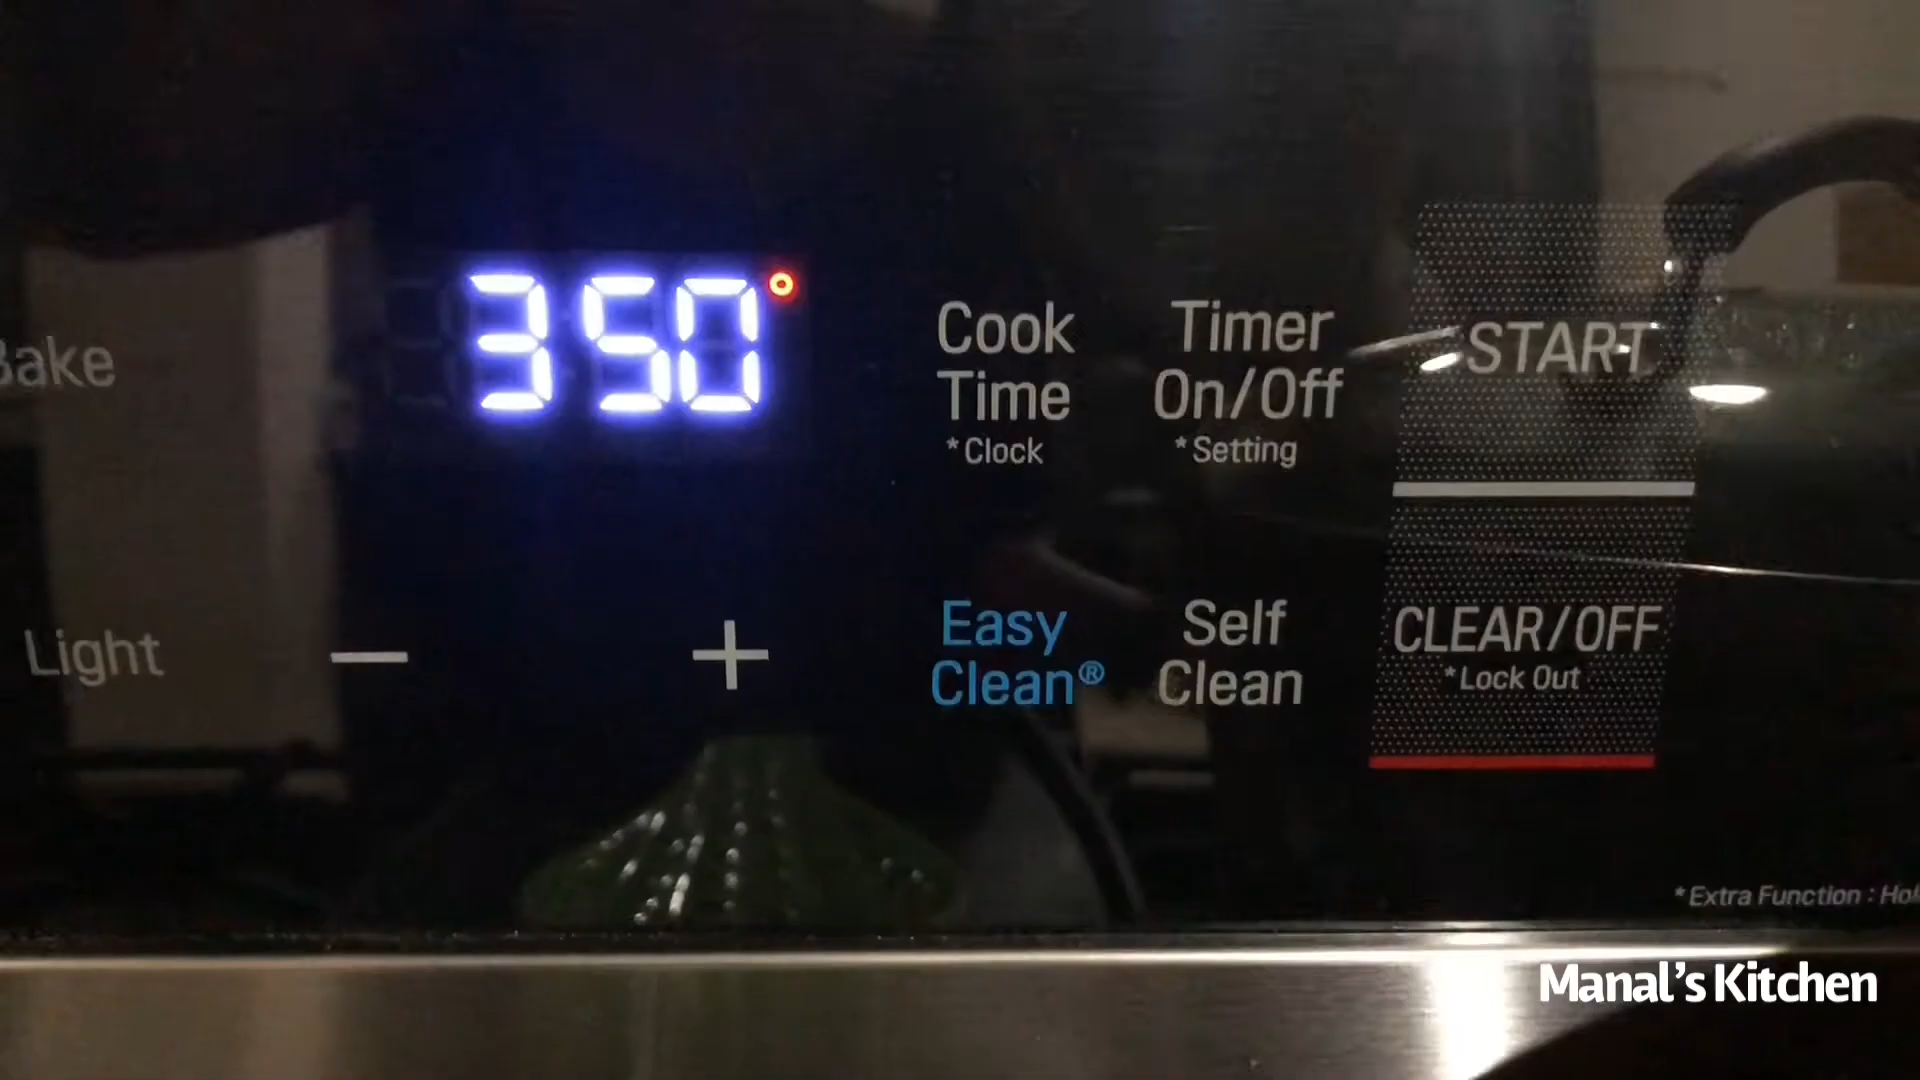 Bake
350°
Cook
Time
*Clock
Timer
On/Off
*Setting
START
Light
−
+
Easy
Clean®
Self
Clean
CLEAR/OFF
*Lock Out
*Extra Function :
Manal's Kitchen